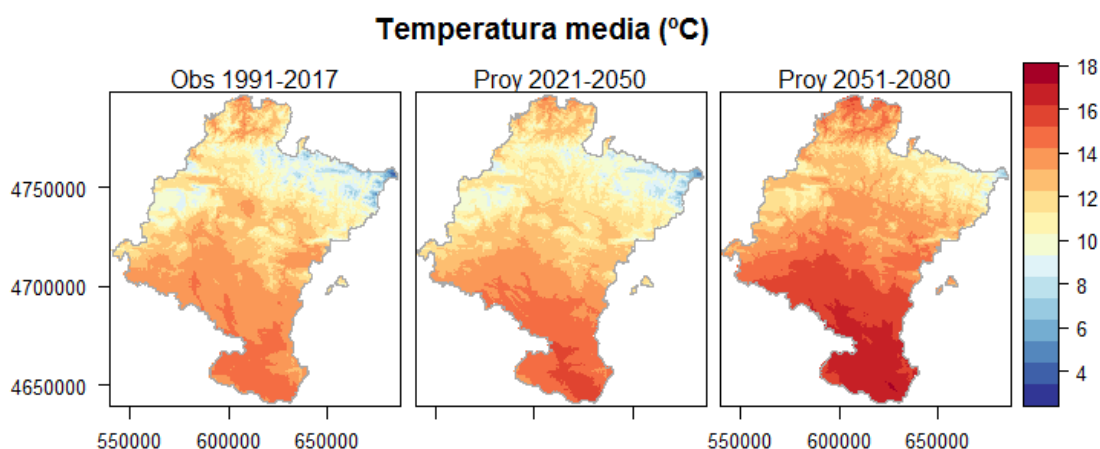 Temperatura media (ºC)
Obs 1991-2017
Proy 2021-2050
Proy 2051-2080
4750000
4700000
4650000
550000 600000 650000
550000 600000 650000
18
16
14
12
10
8
6
4